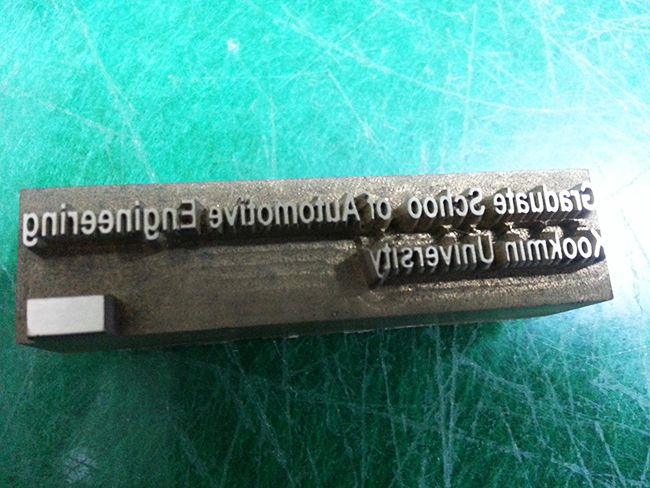 Graduate Schoo of Automotive Engineering
Kookmin University